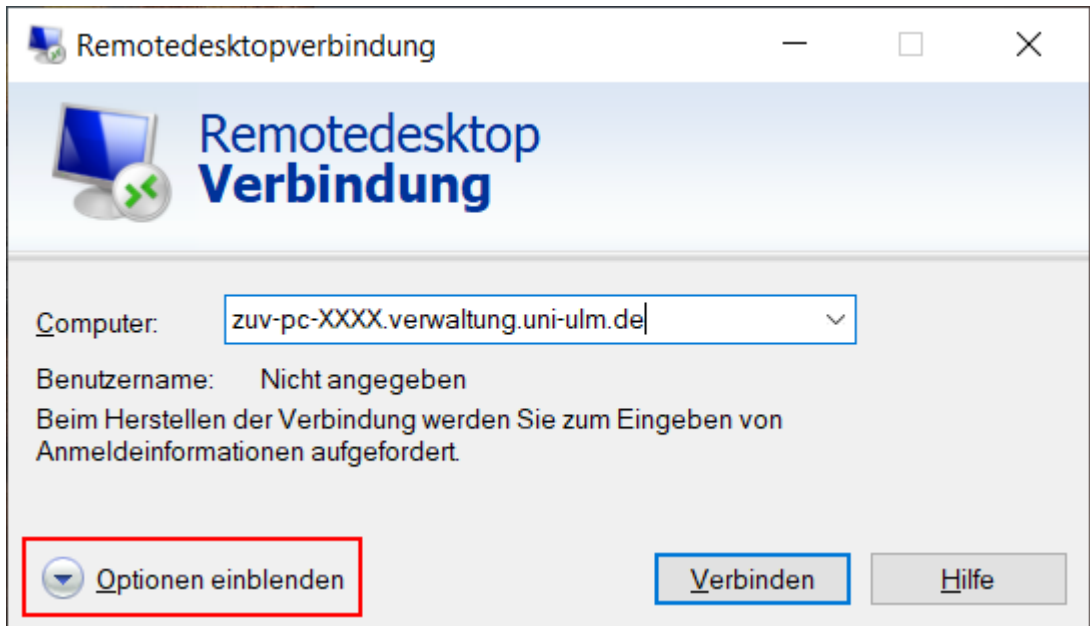 Remotedesktopverbindung
Remotedesktop
Verbindung
Computer: zuv-pc-XXXX.verwaltung.uni-ulm.de
Benutzername: Nicht angegeben
Beim Herstellen der Verbindung werden Sie zum Eingeben von
Anmeldeinformationen aufgefordert.
Optionen einblenden Verbinden Hilfe